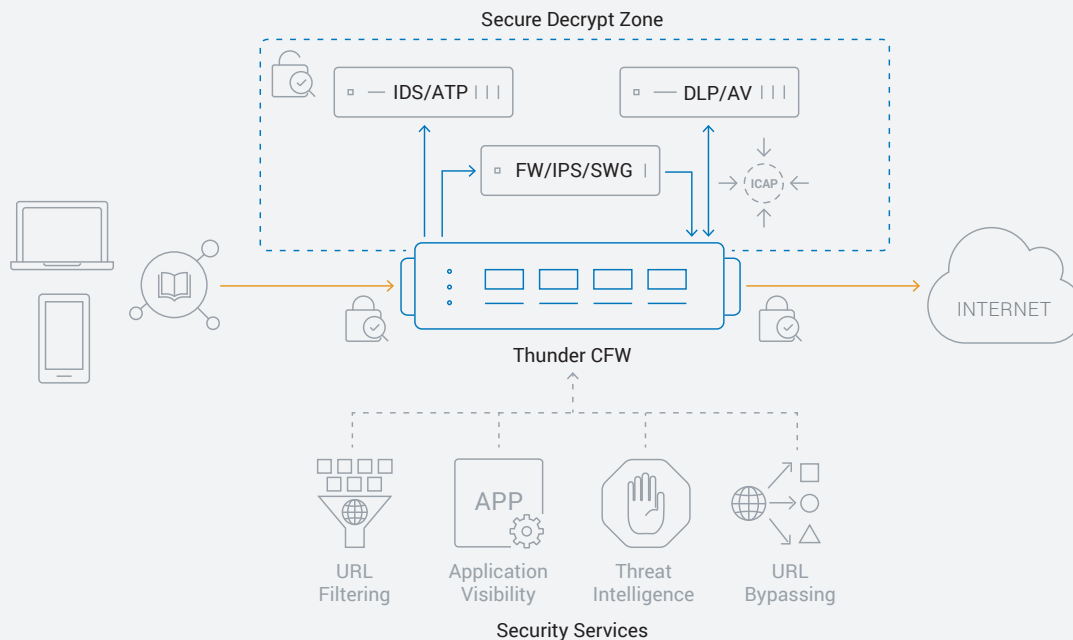 Secure Decrypt Zone
IDS/ATP
DLP/AV
FW/IPS/SWG
ICAP
INTERNET
Thunder CFW
APP
URL
Filtering
Application
Visibility
Threat
Intelligence
URL
Bypassing
Security Services